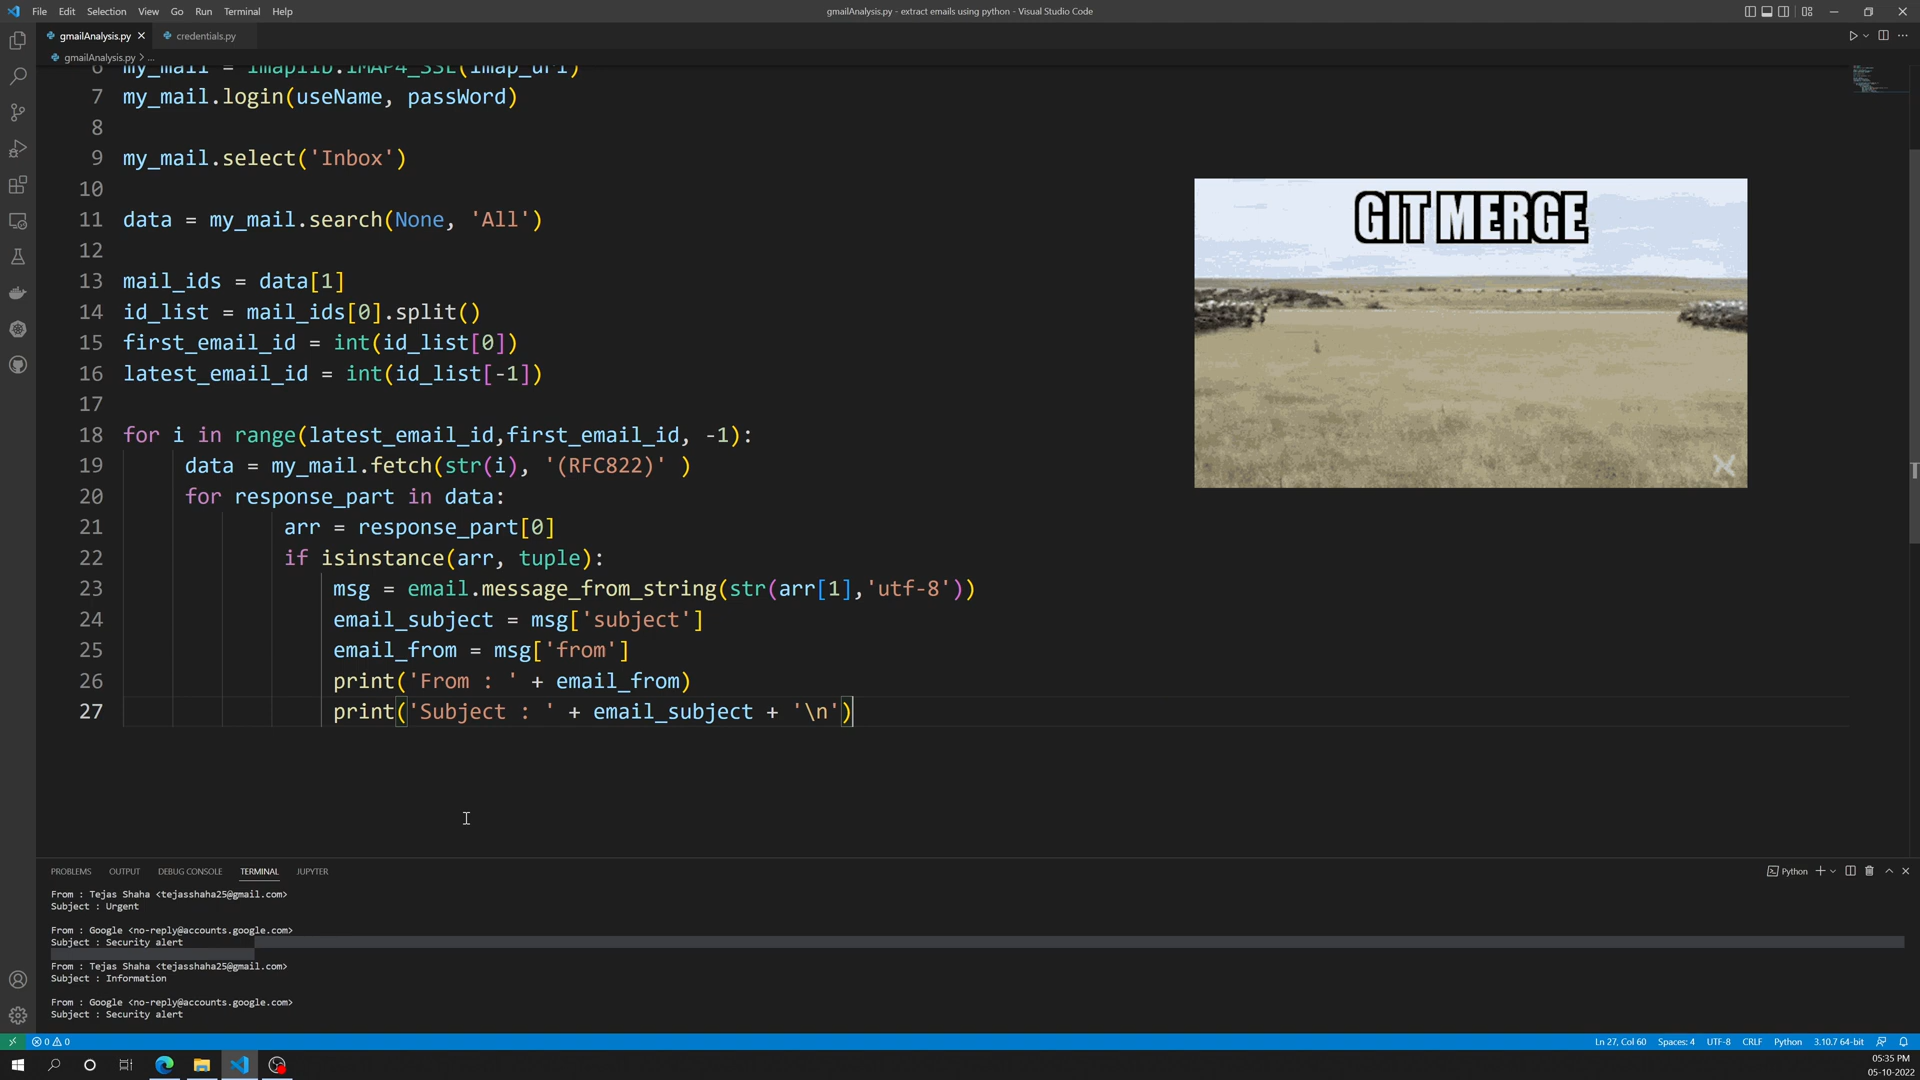 File Edit Selection View Go Run Terminal Help
gmailAnalysis.py - extract emails using python - Visual Studio Code
gmailAnalysis.py
credentials.py
gmailAnalysis.py > ...
6 my_mail = imaplib.IMAP4_SSL(imap_url)
7 my_mail.login(useName, passWord)
8
9 my_mail.select('Inbox')
10
11 data = my_mail.search(None, 'All')
12
13 mail_ids = data[1]
14 id_list = mail_ids[0].split()
15 first_email_id = int(id_list[0])
16 latest_email_id = int(id_list[-1])
17
18 for i in range(latest_email_id,first_email_id, -1):
19 data = my_mail.fetch(str(i), '(RFC822)' )
20 for response_part in data:
21 arr = response_part[0]
22 if isinstance(arr, tuple):
23 msg = email.message_from_string(str(arr[1],'utf-8'))
24 email_subject = msg['subject']
25 email_from = msg['from']
26 print('From : ' + email_from)
27 print('Subject : ' + email_subject + '\n')
GIT MERGE
PROBLEMS OUTPUT DEBUG CONSOLE TERMINAL JUPYTER
Python
From : Tejas Shaha <tejasshaha25@gmail.com>
Subject : Urgent
From : Google <no-reply@accounts.google.com>
Subject : Security alert
From : Tejas Shaha <tejasshaha25@gmail.com>
Subject : Information
From : Google <no-reply@accounts.google.com>
Subject : Security alert
0 0
Ln 27, Col 60 Spaces: 4 UTF-8 CRLF Python 3.10.7 64-bit
05:35 PM
05-10-2022